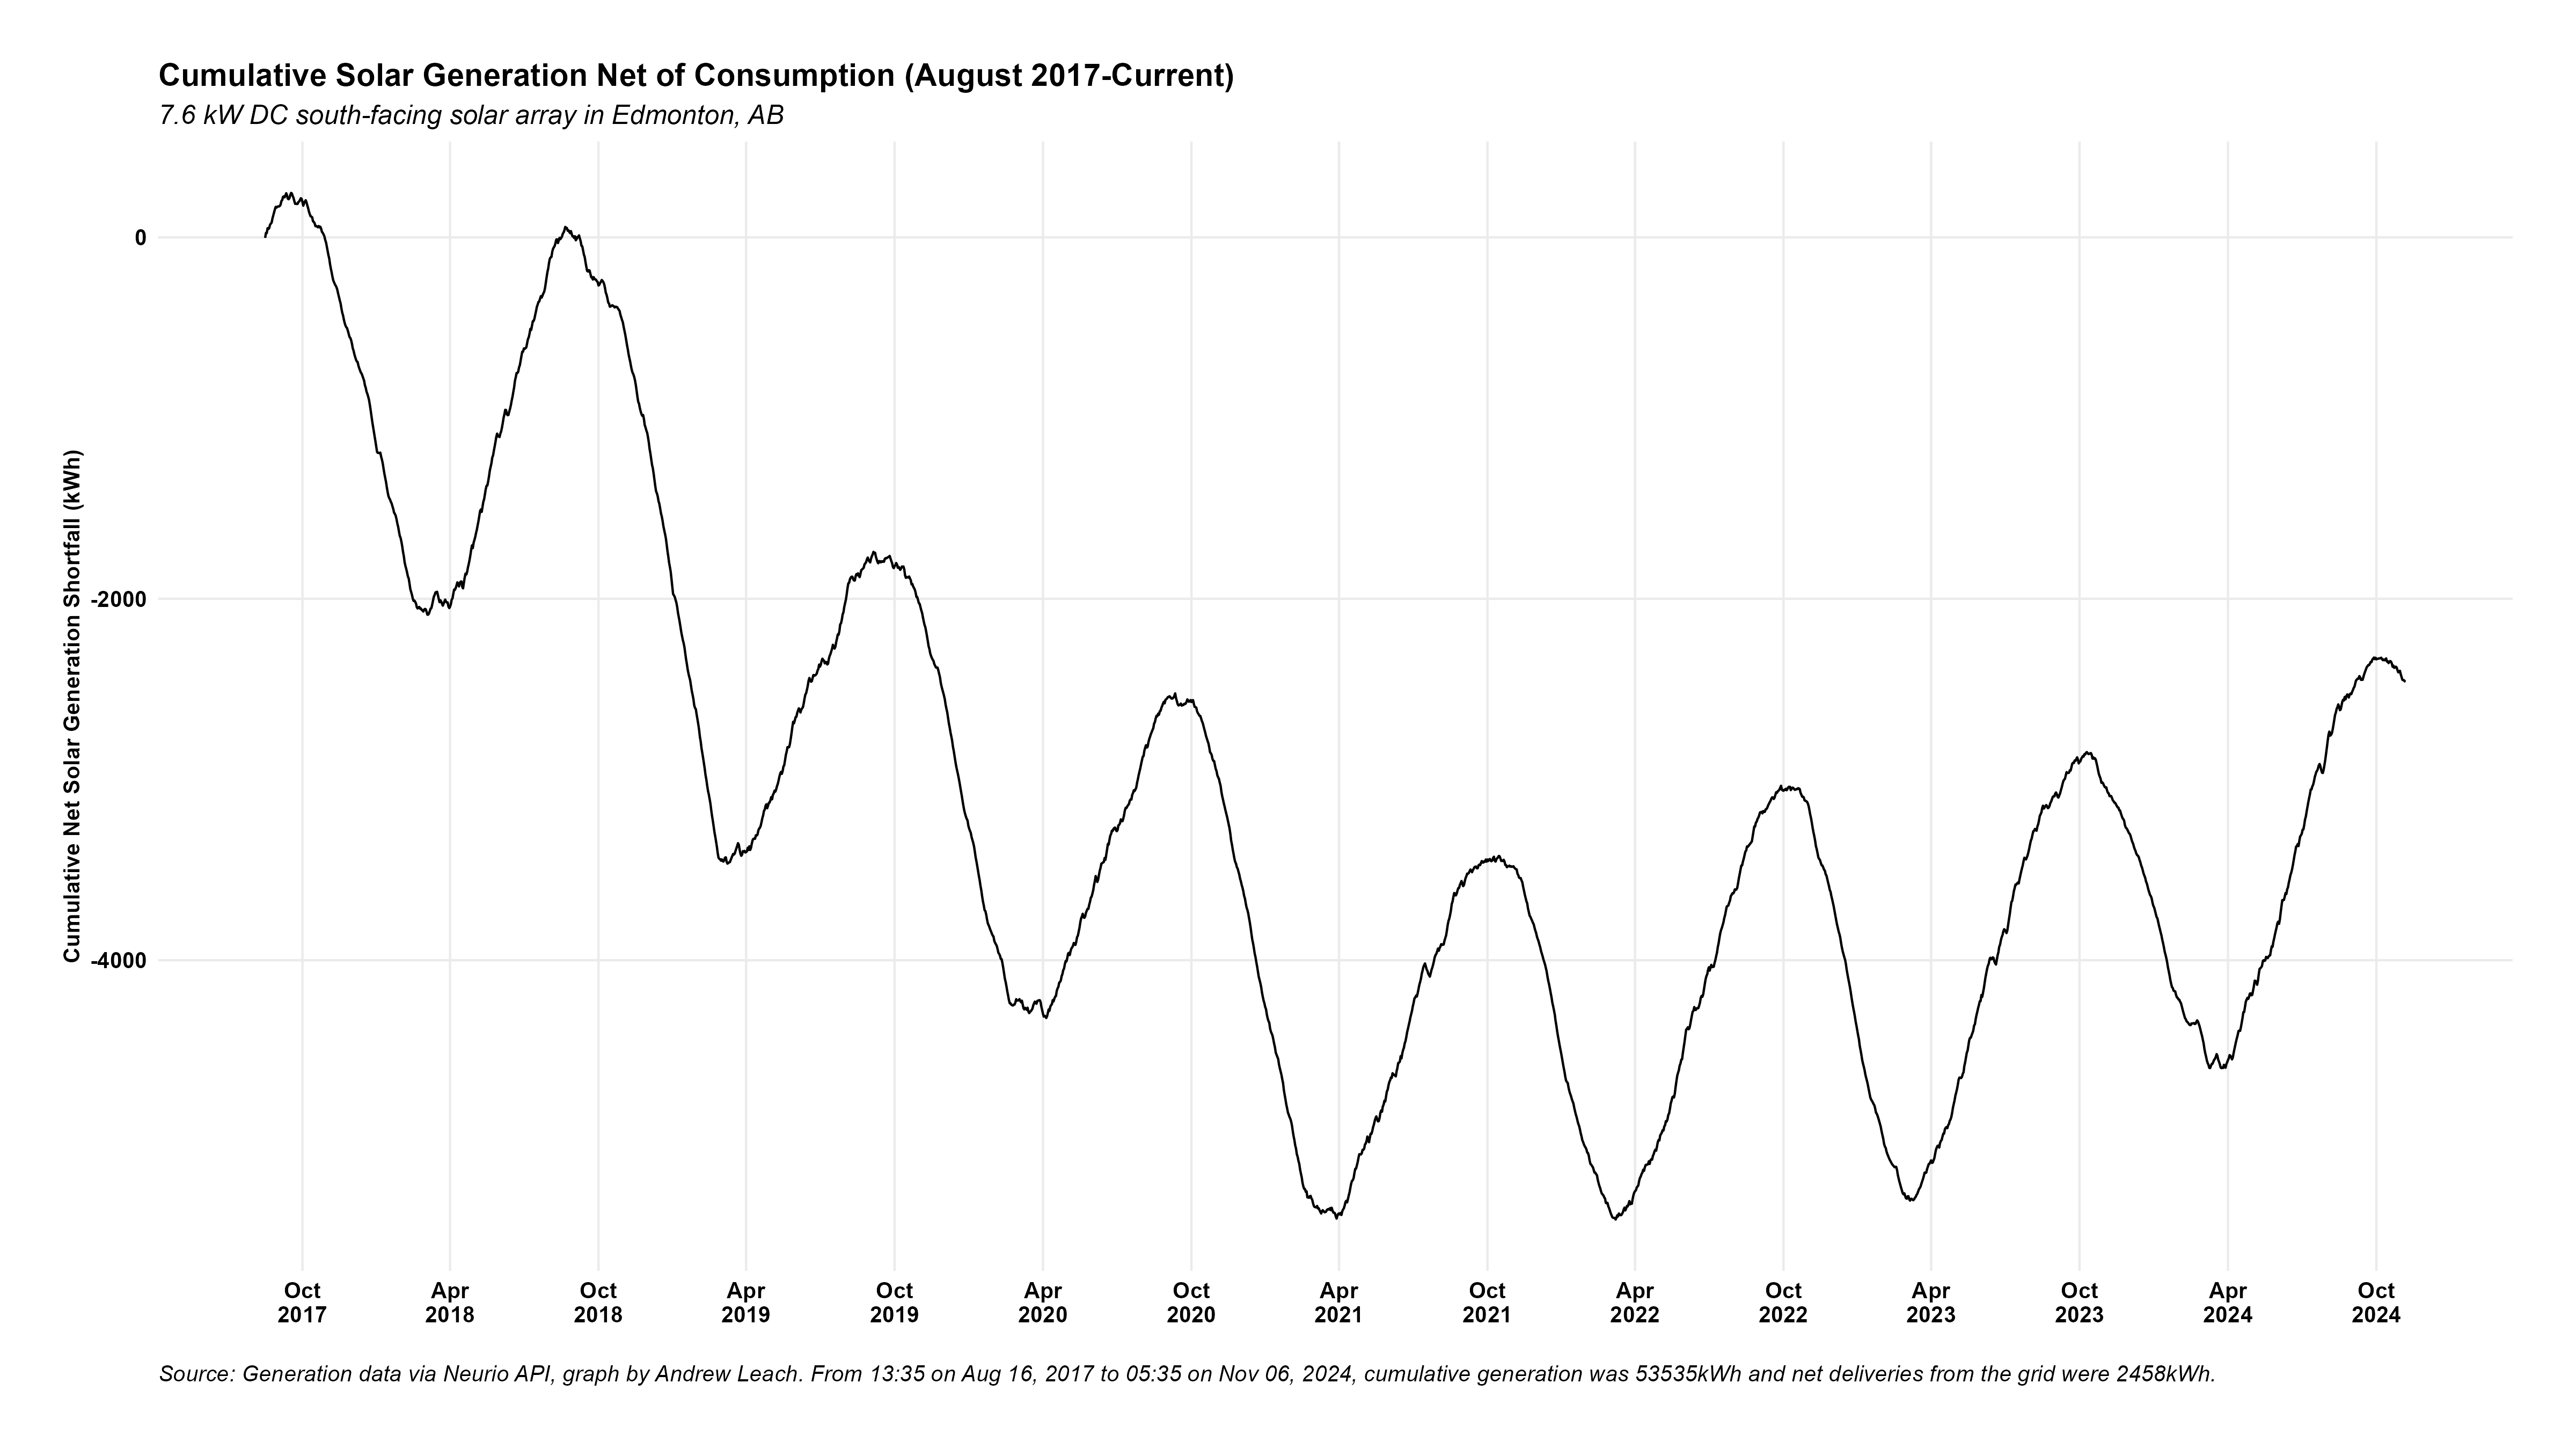 Cumulative Solar Generation Net of Consumption (August 2017-Current)
7.6 kW DC south-facing solar array in Edmonton, AB
Cumulative Net Solar Generation Shortfall (kWh)
0
-2000
-4000
Oct 2017
Apr 2018
Oct 2018
Apr 2019
Oct 2019
Apr 2020
Oct 2020
Apr 2021
Oct 2021
Apr 2022
Oct 2022
Apr 2023
Oct 2023
Apr 2024
Oct 2024
Source: Generation data via Neurio API, graph by Andrew Leach. From 13:35 on Aug 16, 2017 to 05:35 on Nov 06, 2024, cumulative generation was 53535kWh and net deliveries from the grid were 2458kWh.